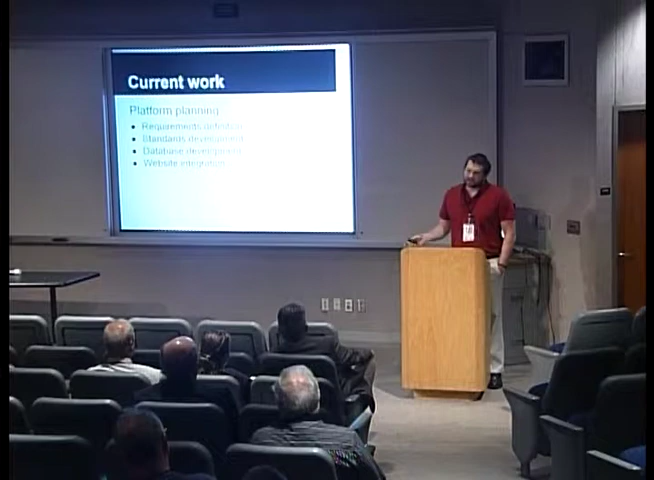 Current work
Platform planning
• Requirements definition
• Standards development
• Database development
• Website integration